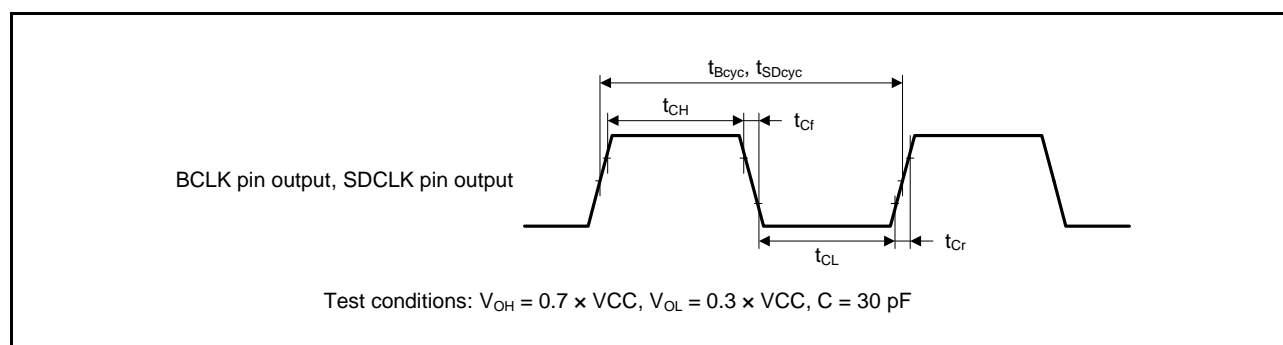 tBcyc, tSDcyc
tCH
tCf
BCLK pin output, SDCLK pin output
tCL
tCr
Test conditions: VOH = 0.7 × VCC, VOL = 0.3 × VCC, C = 30 pF